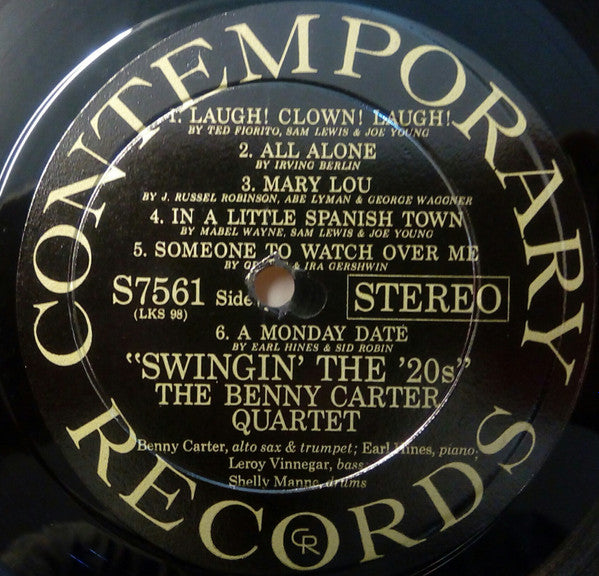 CONTEMPORARY
1. LAUGH! CLOWN! LAUGH!
BY TED FIORITO, SAM LEWIS & JOE YOUNG
2. ALL ALONE
BY IRVING BERLIN
3. MARY LOU
BY J. RUSSEL ROBINSON, ABE LYMAN & GEORGE WAGGNER
4. IN A LITTLE SPANISH TOWN
BY MABEL WAYNE, SAM LEWIS & JOE YOUNG
5. SOMEONE TO WATCH OVER ME
BY & IRA GERSHWIN
S7561 Side STEREO
(LKS 98)
6. A MONDAY DATE
BY EARL HINES & SID ROBIN
"SWINGIN' THE '20s"
THE BENNY CARTER
QUARTET
Benny Carter, alto sax & trumpet; Earl Hines, piano;
Leroy Vinnegar, bass
Shelly Manne, drums
RECORDS
CR